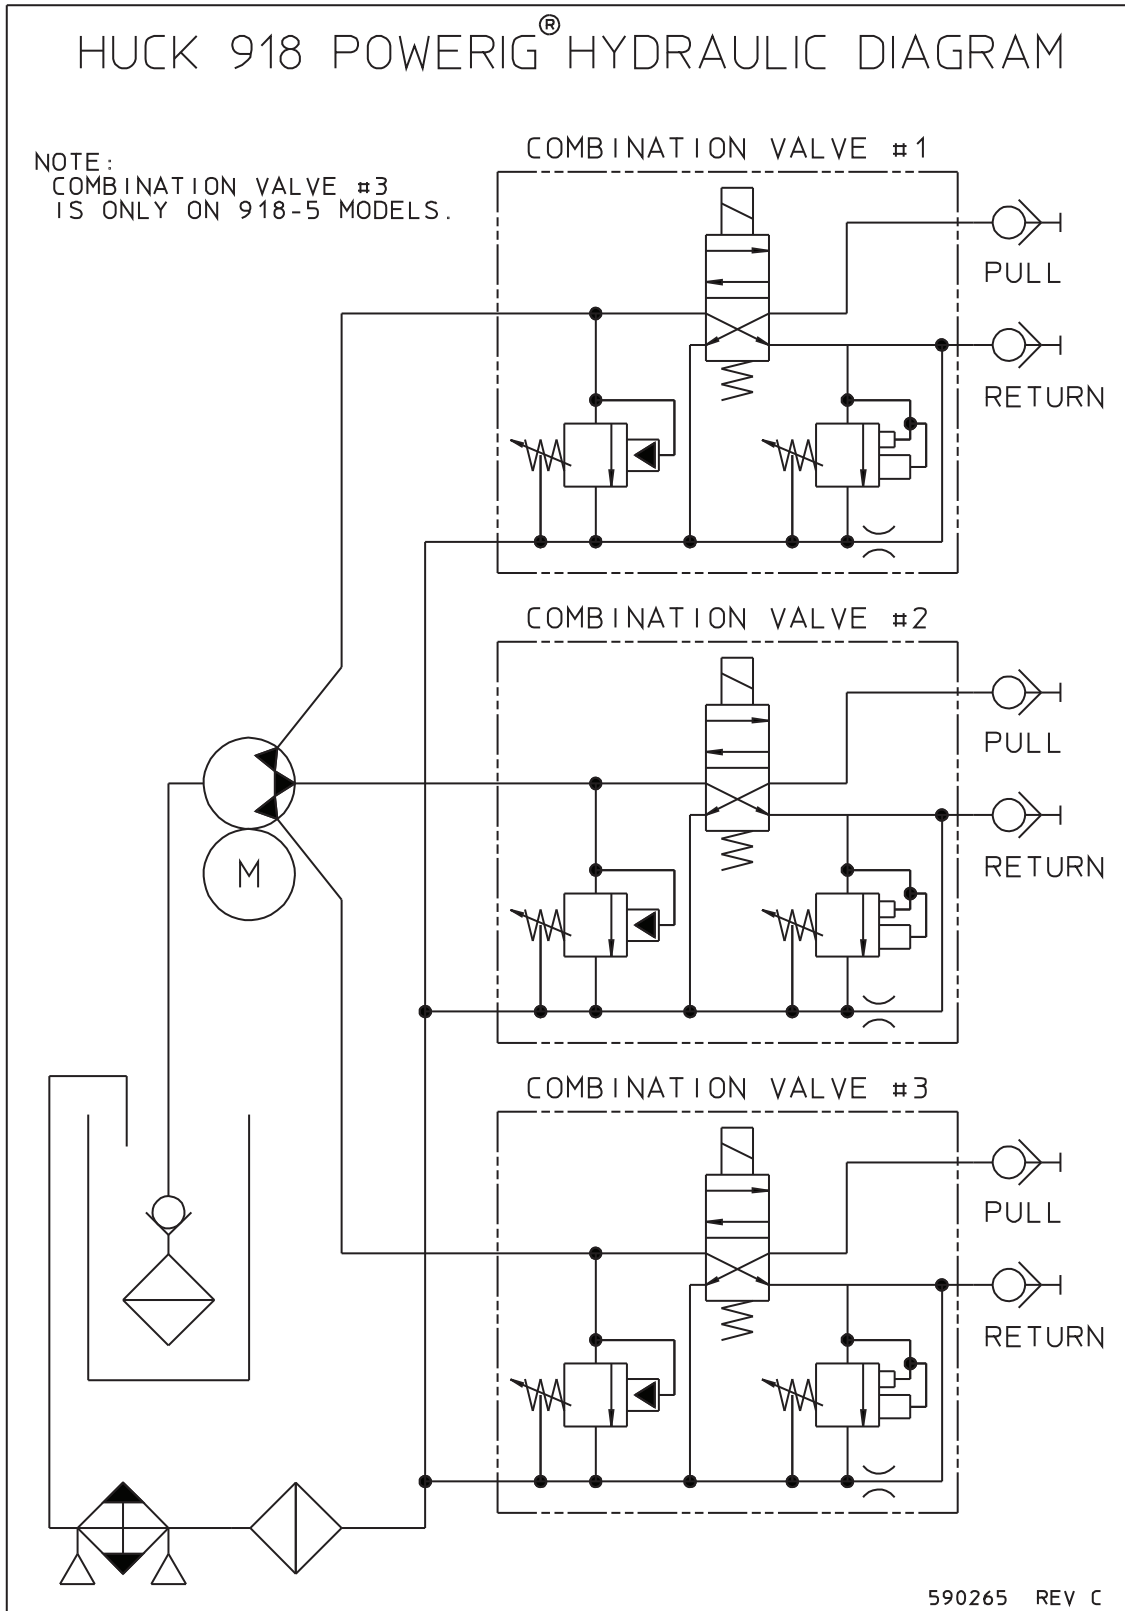 HUCK 918 POWERIG® HYDRAULIC DIAGRAM
NOTE:
COMBINATION VALVE #3
IS ONLY ON 918-5 MODELS.
COMBINATION VALVE #1
PULL
RETURN
COMBINATION VALVE #2
PULL
RETURN
M
COMBINATION VALVE #3
PULL
RETURN
590265 REV C